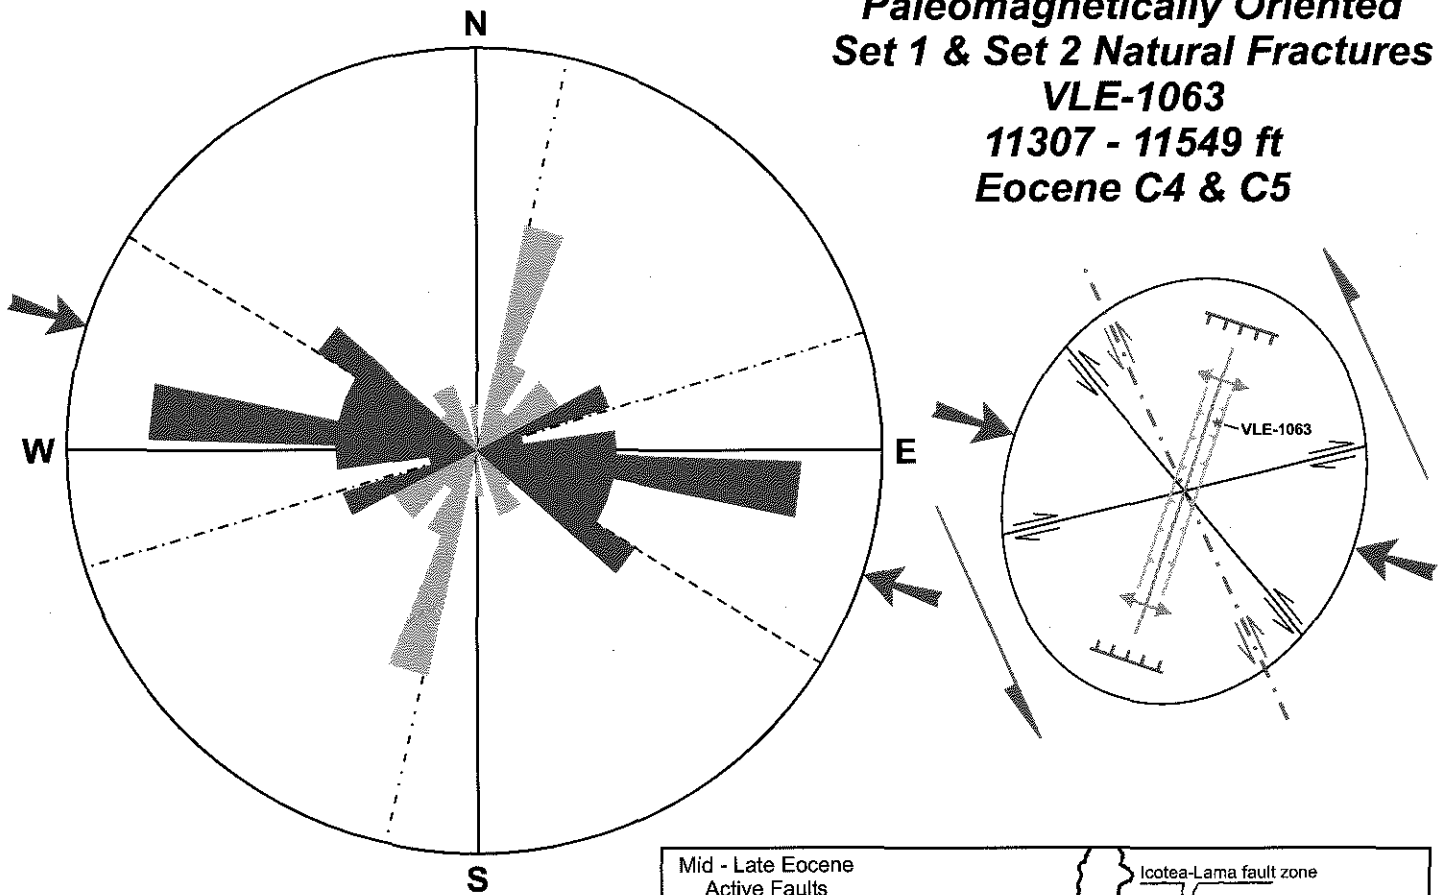 Paleomagnetically Oriented
Set 1 & Set 2 Natural Fractures
VLE-1063
11307 - 11549 ft
Eocene C4 & C5
N
W
E
S
VLE-1063
Mid - Late Eocene
Active Faults
Icotea-Lama fault zone